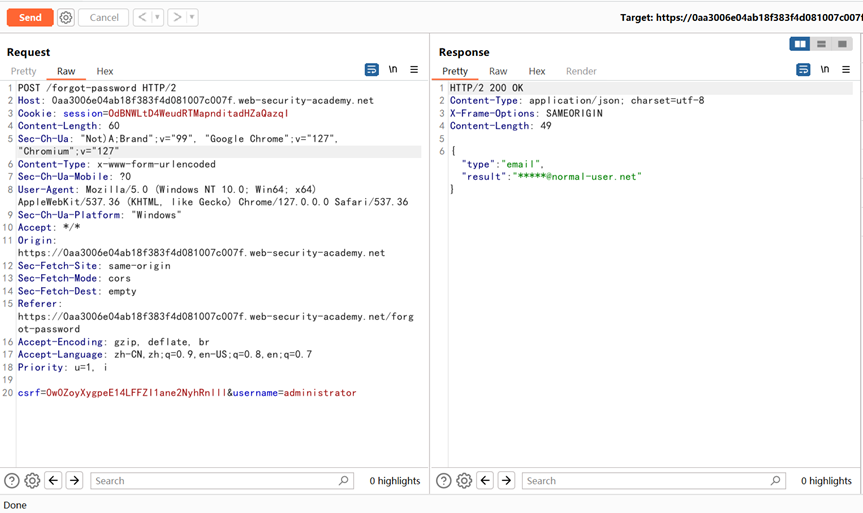 Send
Cancel
Target: https://0aa3006e04ab18f383f4d081007c007f
Request
Pretty Raw Hex
\n
1 POST /forgot-password HTTP/2
2 Host: 0aa3006e04ab18f383f4d081007c007f.web-security-academy.net
3 Cookie: session=OdBNWLtD4WeudRTMapnditadHZaQazqI
4 Content-Length: 60
5 Sec-Ch-Ua: "Not)A;Brand";v="99", "Google Chrome";v="127",
"Chromium";v="127"
6 Content-Type: x-www-form-urlencoded
7 Sec-Ch-Ua-Mobile: ?0
8 User-Agent: Mozilla/5.0 (Windows NT 10.0; Win64; x64)
AppleWebKit/537.36 (KHTML, like Gecko) Chrome/127.0.0.0 Safari/537.36
9 Sec-Ch-Ua-Platform: "Windows"
10 Accept: */*
11 Origin:
https://0aa3006e04ab18f383f4d081007c007f.web-security-academy.net
12 Sec-Fetch-Site: same-origin
13 Sec-Fetch-Mode: cors
14 Sec-Fetch-Dest: empty
15 Referer:
https://0aa3006e04ab18f383f4d081007c007f.web-security-academy.net/forg
ot-password
16 Accept-Encoding: gzip, deflate, br
17 Accept-Language: zh-CN,zh;q=0.9,en-US;q=0.8,en;q=0.7
18 Priority: u=1, i
19
20 csrf=OwOZoyXygpeE14LFFZI1ane2NyhRnlIl&username=administrator
Search
0 highlights
Response
Pretty Raw Hex Render
\n
1 HTTP/2 200 OK
2 Content-Type: application/json; charset=utf-8
3 X-Frame-Options: SAMEORIGIN
4 Content-Length: 49
5
6 {
"type":"email",
"result":"*****@normal-user.net"
}
Search
0 highlights
Done